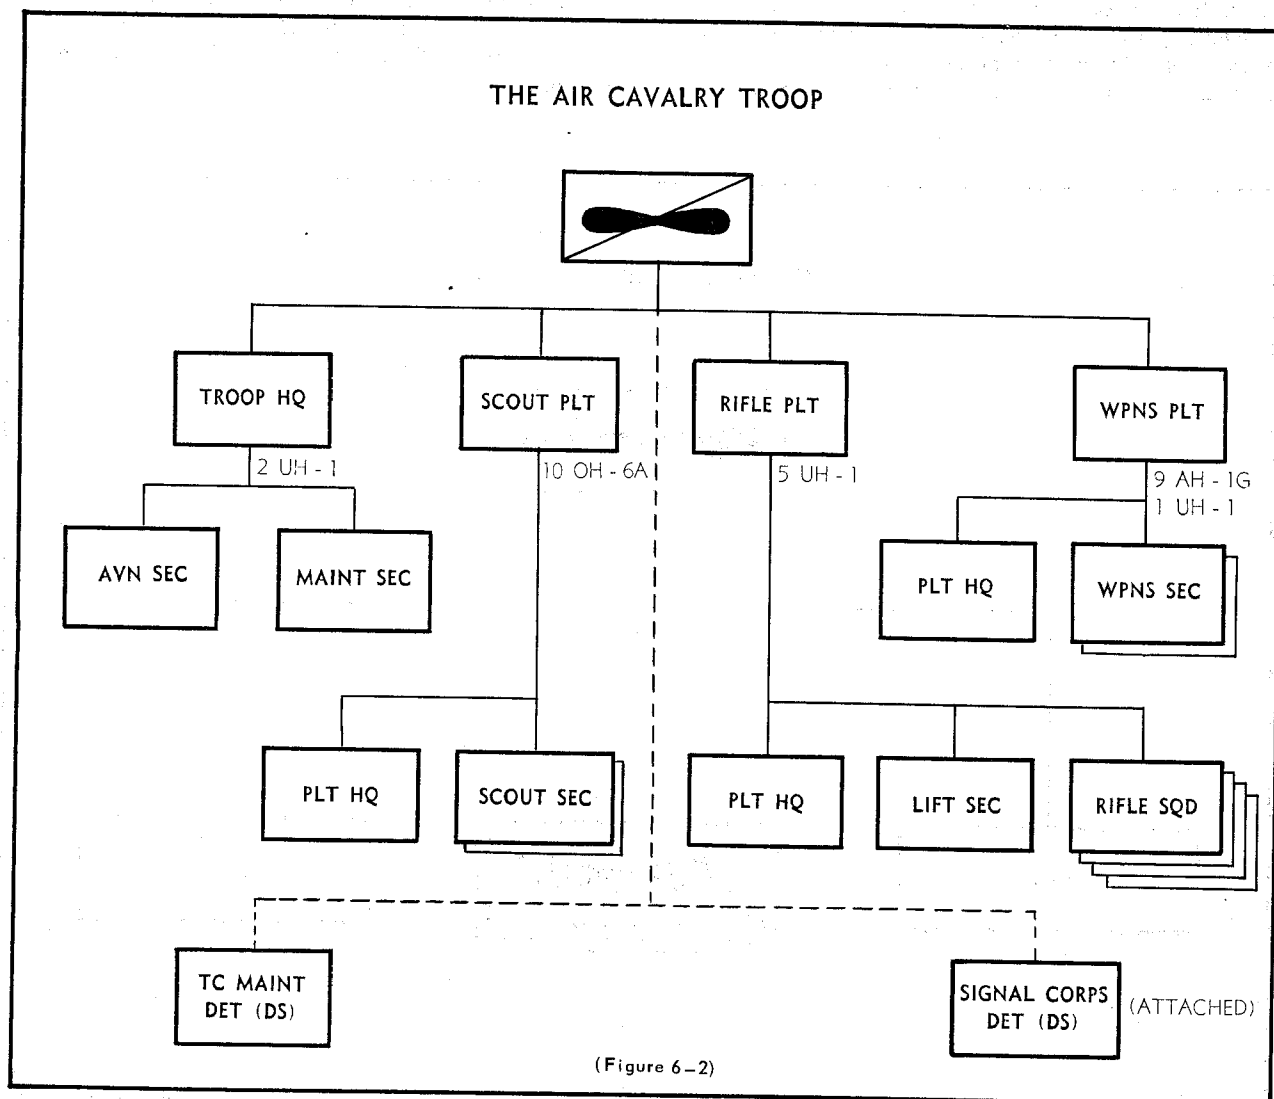 THE AIR CAVALRY TROOP
TROOP HQ
SCOUT PLT
RIFLE PLT
WPNS PLT
2 UH - 1
10 OH - 6A
5 UH - 1
9 AH - 1G
1 UH - 1
AVN SEC
MAINT SEC
PLT HQ
WPNS SEC
PLT HQ
SCOUT SEC
PLT HQ
LIFT SEC
RIFLE SQD
TC MAINT
DET (DS)
SIGNAL CORPS
DET (DS)
(ATTACHED)
(Figure 6-2)